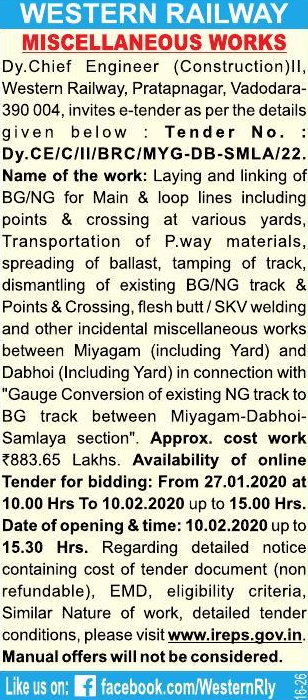 WESTERN RAILWAY
MISCELLANEOUS WORKS
Dy.Chief Engineer (Construction)II,
Western Railway, Pratapnagar, Vadodara-
390 004, invites e-tender as per the details
given below : Tender No. :
Dy.CE/C/II/BRC/MYG-DB-SMLA/22.
Name of the work: Laying and linking of
BG/NG for Main & loop lines including
points & crossing at various yards,
Transportation of P.way materials,
spreading of ballast, tamping of track,
dismantling of existing BG/NG track &
Points & Crossing, flesh butt / SKV welding
and other incidental miscellaneous works
between Miyagam (including Yard) and
Dabhoi (Including Yard) in connection with
"Gauge Conversion of existing NG track to
BG track between Miyagam-Dabhoi-
Samlaya section". Approx. cost work
₹883.65 Lakhs. Availability of online
Tender for bidding: From 27.01.2020 at
10.00 Hrs To 10.02.2020 up to 15.00 Hrs.
Date of opening & time: 10.02.2020 up to
15.30 Hrs. Regarding detailed notice
containing cost of tender document (non
refundable), EMD, eligibility criteria,
Similar Nature of work, detailed tender
conditions, please visit www.ireps.gov.in.
Manual offers will not be considered.
Like us on: f facebook.com/WesternRly